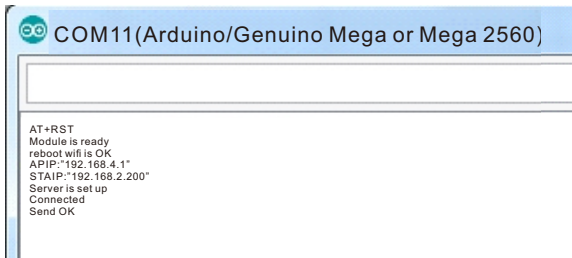 COM11(Arduino/Genuino Mega or Mega 2560)
AT+RST
Module is ready
reboot wifi is OK
APIP:"192.168.4.1"
STAIP:"192.168.2.200"
Server is set up
Connected
Send OK